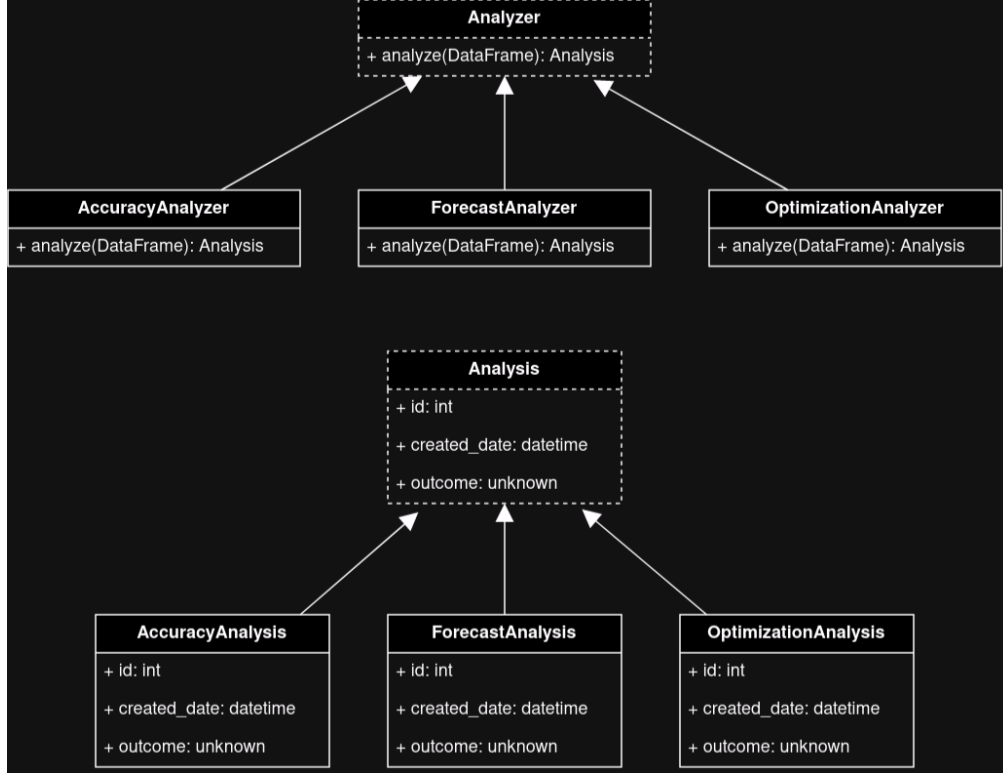 Analyzer
+ analyze(DataFrame): Analysis
AccuracyAnalyzer
+ analyze(DataFrame): Analysis
ForecastAnalyzer
+ analyze(DataFrame): Analysis
OptimizationAnalyzer
+ analyze(DataFrame): Analysis
Analysis
+ id: int
+ created_date: datetime
+ outcome: unknown
AccuracyAnalysis
+ id: int
+ created_date: datetime
+ outcome: unknown
ForecastAnalysis
+ id: int
+ created_date: datetime
+ outcome: unknown
OptimizationAnalysis
+ id: int
+ created_date: datetime
+ outcome: unknown